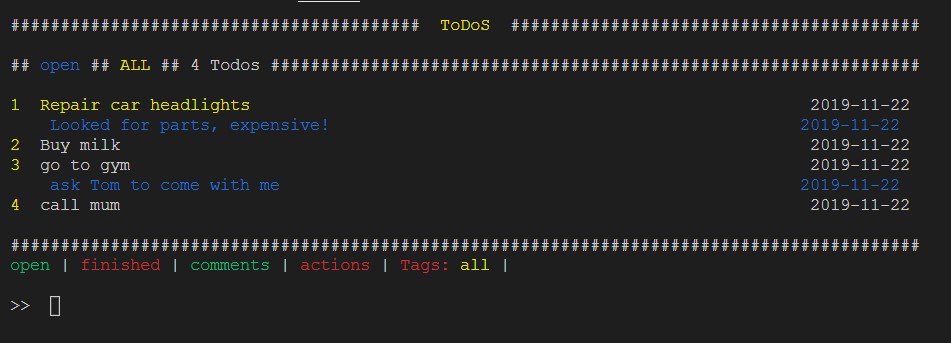 ######################################### ToDoS #########################################
## open ## ALL ## 4 Todos #################################################################
1 Repair car headlights 2019-11-22
Looked for parts, expensive! 2019-11-22
2 Buy milk 2019-11-22
3 go to gym 2019-11-22
ask Tom to come with me 2019-11-22
4 call mum 2019-11-22
###########################################################################################
open | finished | comments | actions | Tags: all |
>>